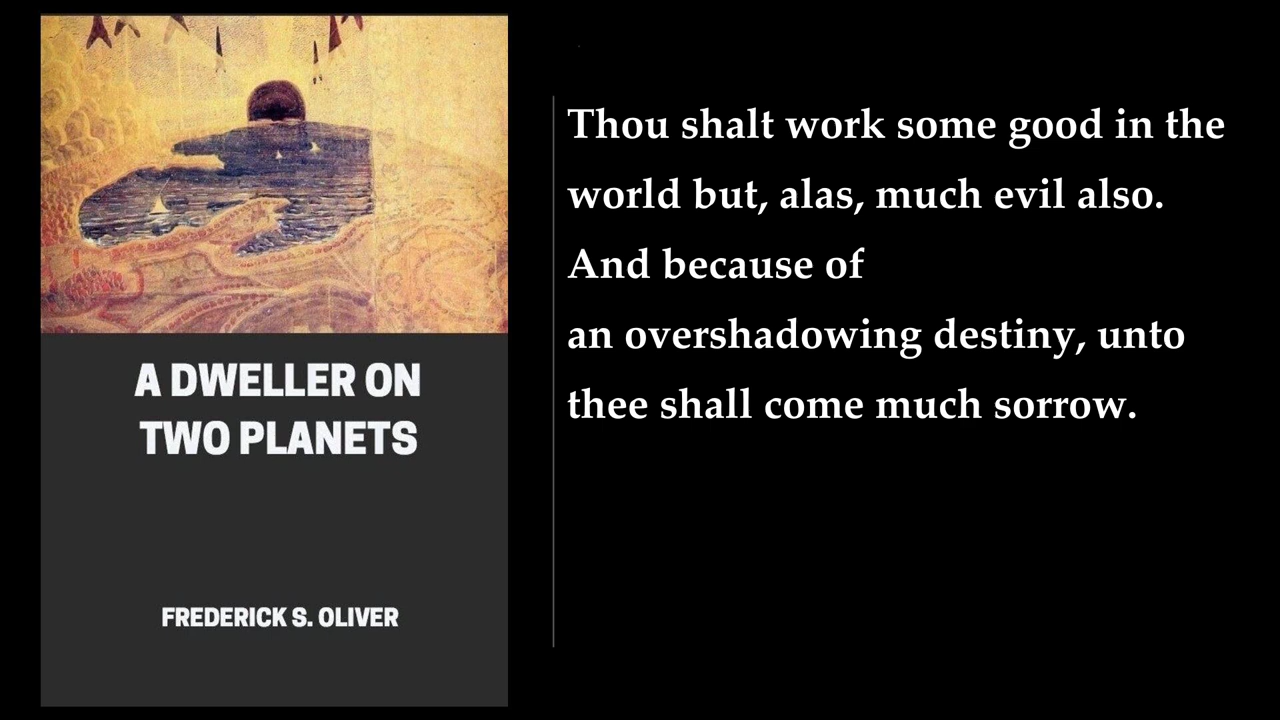 A DWELLER ON
TWO PLANETS
FREDERICK S. OLIVER
Thou shalt work some good in the
world but, alas, much evil also.
And because of
an overshadowing destiny, unto
thee shall come much sorrow.